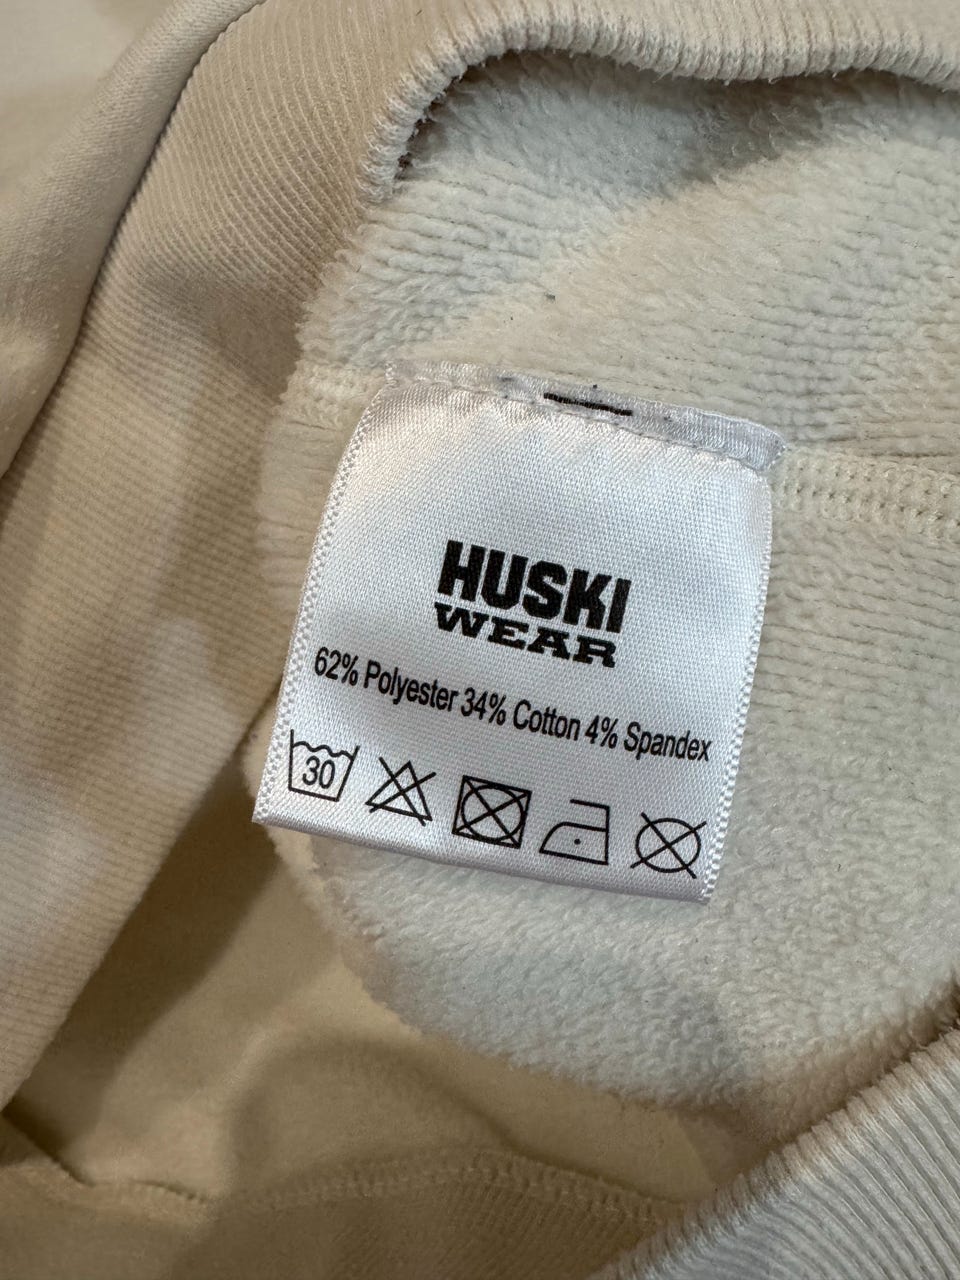 HUSKI
WEAR
62% Polyester 34% Cotton 4% Spandex
30